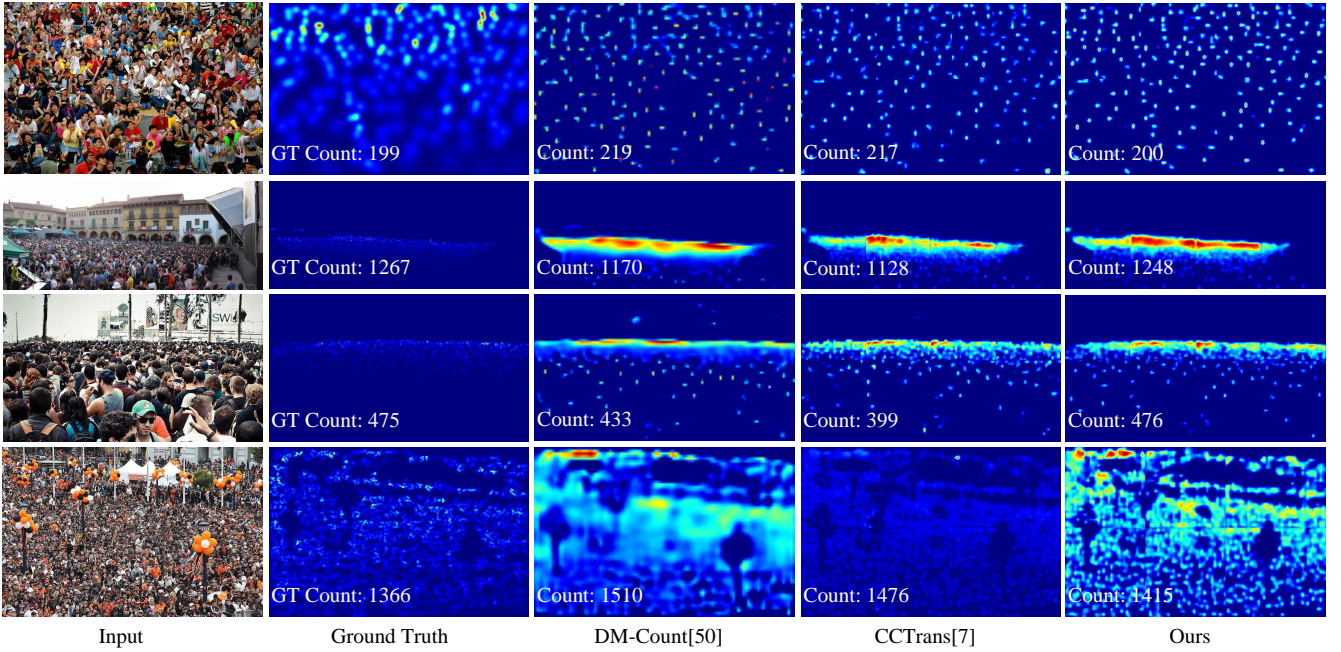 GT Count: 199
Count: 219
Count: 217
Count: 200
GT Count: 1267
Count: 1170
Count: 1128
Count: 1248
SWU
GT Count: 475
Count: 433
Count: 399
Count: 476
GT Count: 1366
Count: 1510
Count: 1476
Count: 1415
Input
Ground Truth
DM-Count[50]
CCTrans[7]
Ours